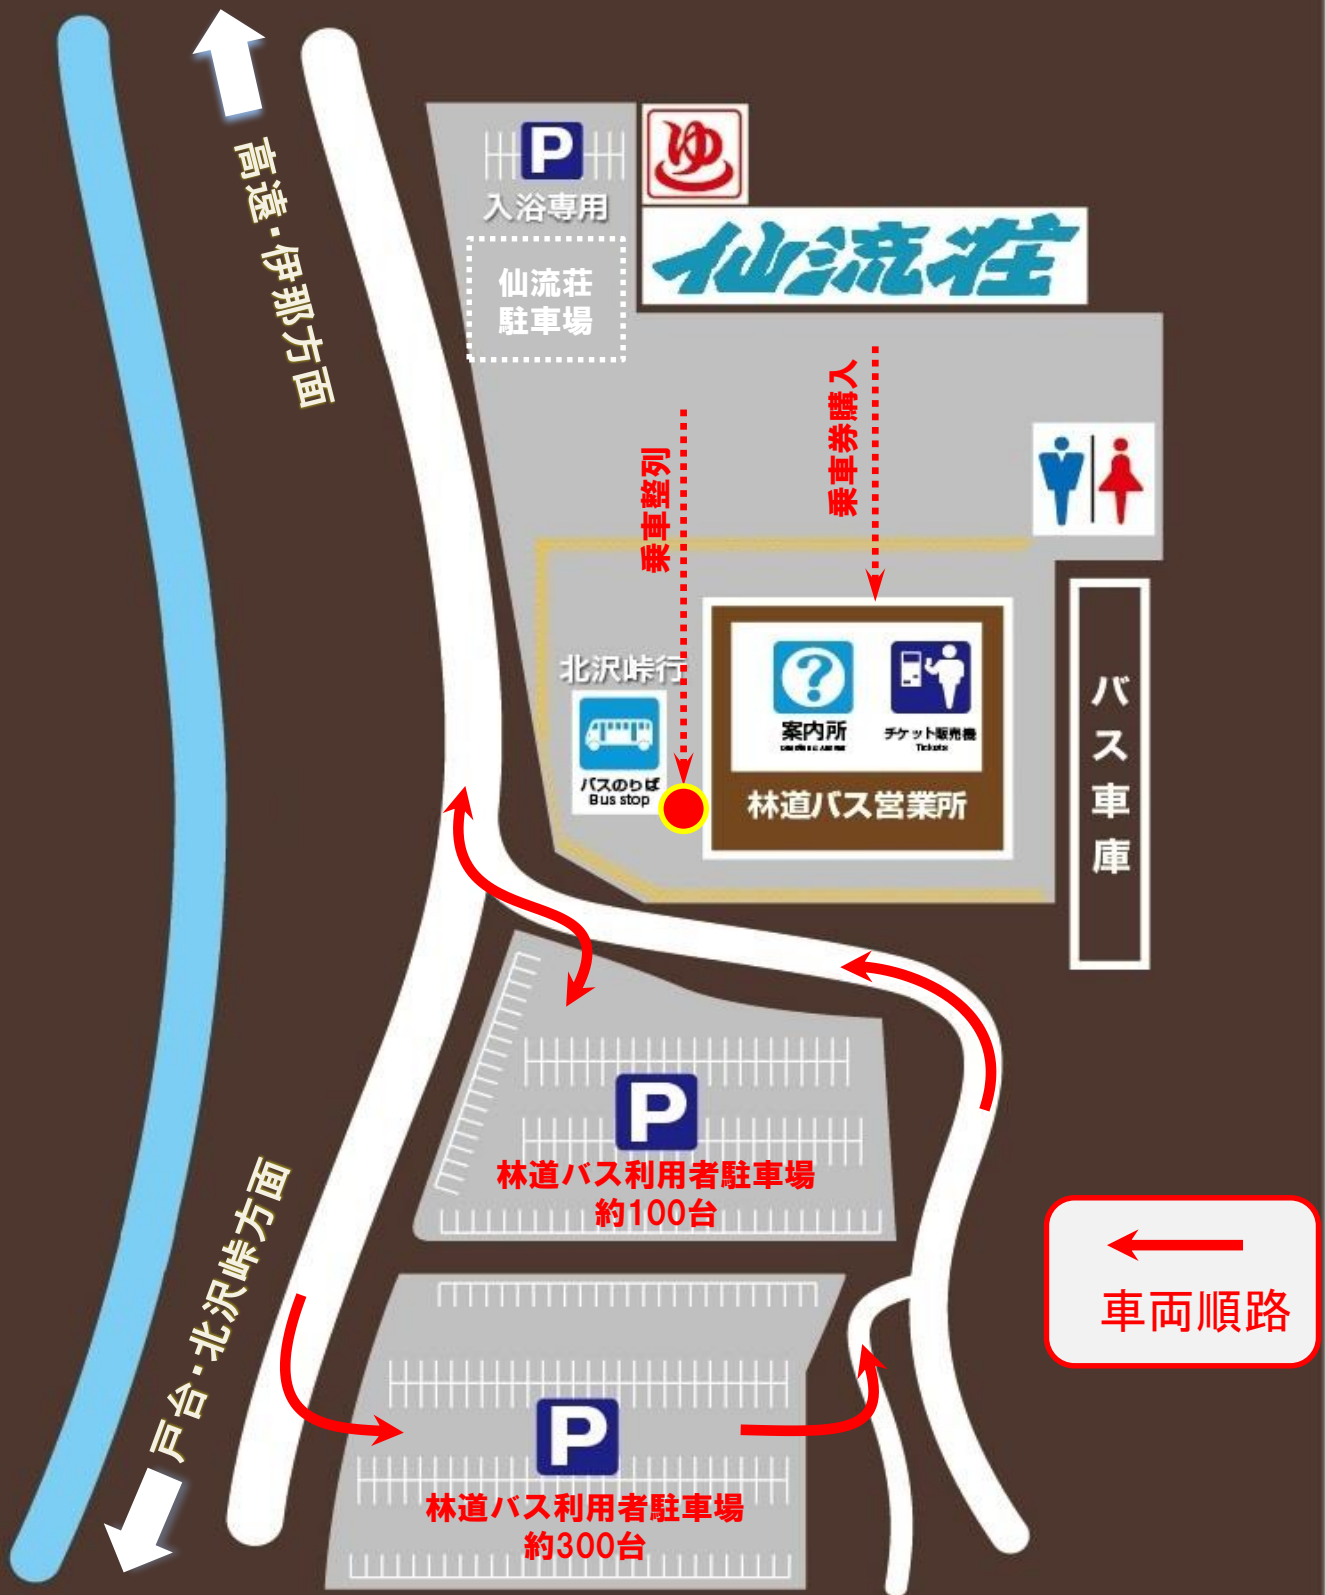 高遠・伊那方面
P
入浴専用
ゆ
仙流荘
仙流荘
駐車場
乗車整列
乗車券購入
北沢峠行
バスのりば
Bus stop
?
案内所
チケット販売機
Tickets
林道バス営業所
バス車庫
P
林道バス利用者駐車場
約100台
戸台・北沢峠方面
車両順路
P
林道バス利用者駐車場
約300台